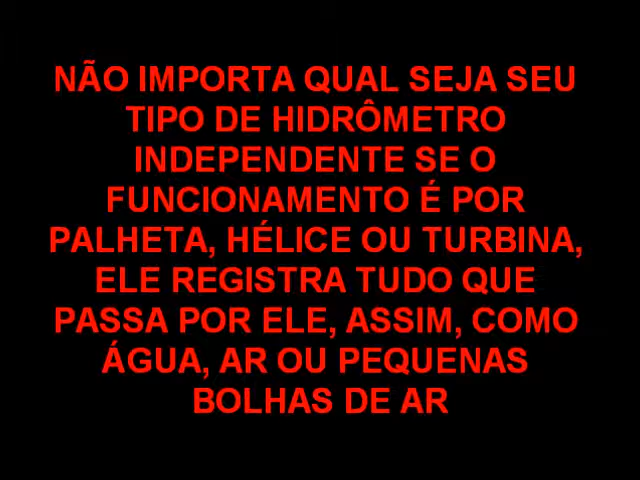 NÃO IMPORTA QUAL SEJA SEU
TIPO DE HIDRÔMETRO
INDEPENDENTE SE O
FUNCIONAMENTO É POR
PALHETA, HÉLICE OU TURBINA,
ELE REGISTRA TUDO QUE
PASSA POR ELE, ASSIM, COMO
ÁGUA, AR OU PEQUENAS
BOLHAS DE AR